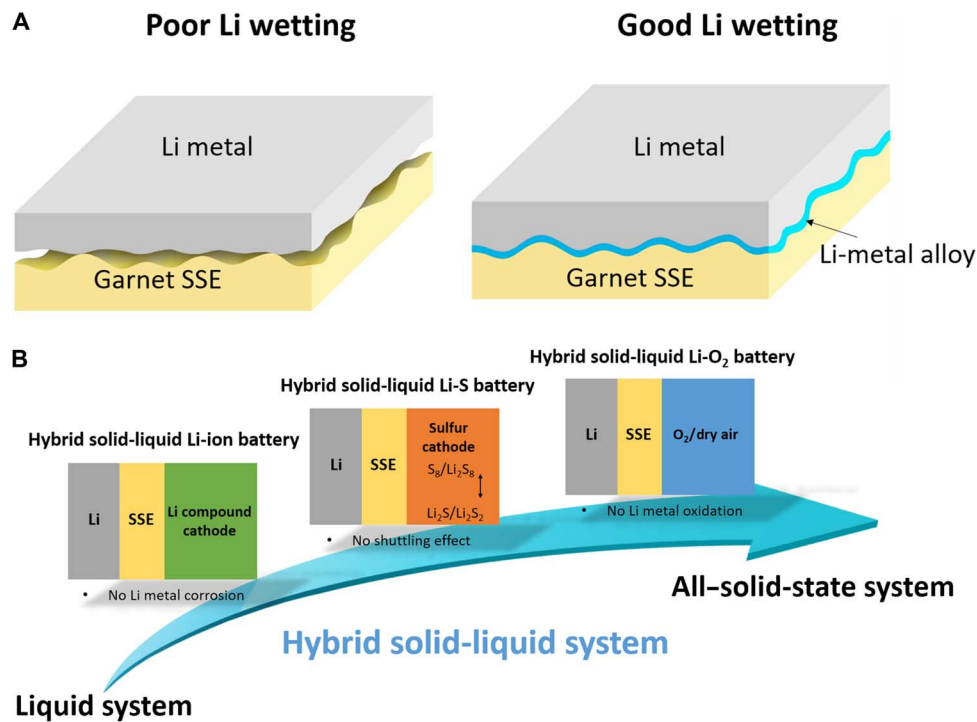 A
Poor Li wetting
Good Li wetting
Li metal
Li metal
Li-metal alloy
Garnet SSE
Garnet SSE
B
Hybrid solid-liquid Li-O₂ battery
Hybrid solid-liquid Li-S battery
Hybrid solid-liquid Li-ion battery
Li
SSE
Li compound
cathode
• No Li metal corrosion
Li
SSE
Sulfur
cathode
S₈/Li₂S₈
Li₂S/Li₂S₂
• No shuttling effect
Li
SSE
O₂/dry air
• No Li metal oxidation
All–solid-state system
Hybrid solid-liquid system
Liquid system